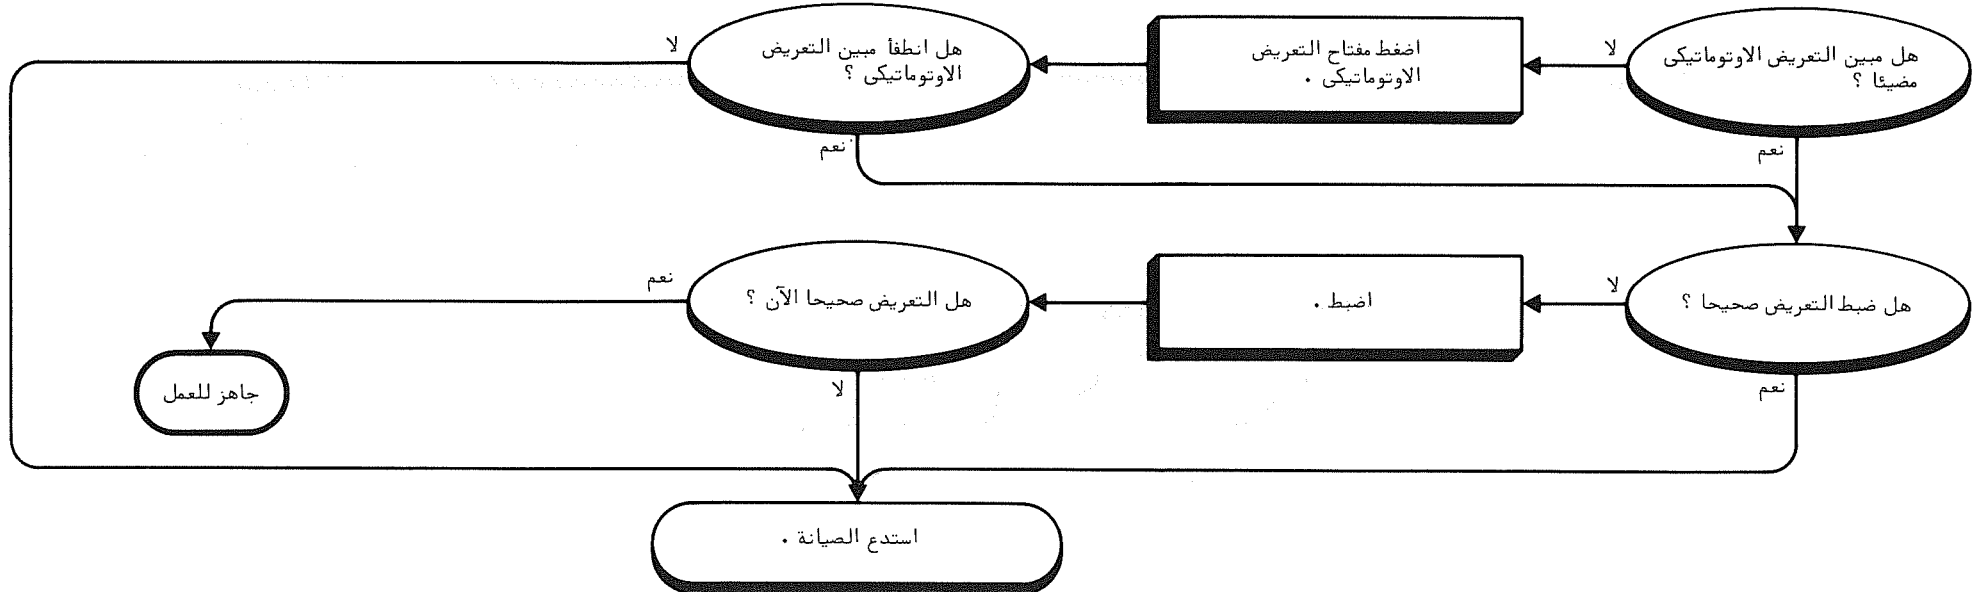 هل مبين التعريض الاوتوماتيكى
مضيئا ؟
لا
اضغط مفتاح التعريض
الاوتوماتيكى .
هل انطفأ مبين التعريض
الاوتوماتيكى ؟
لا
نعم
نعم
هل ضبط التعريض صحيحا ؟
لا
اضبط .
هل التعريض صحيحا الآن ؟
نعم
جاهز للعمل
نعم
لا
استدع الصيانة .